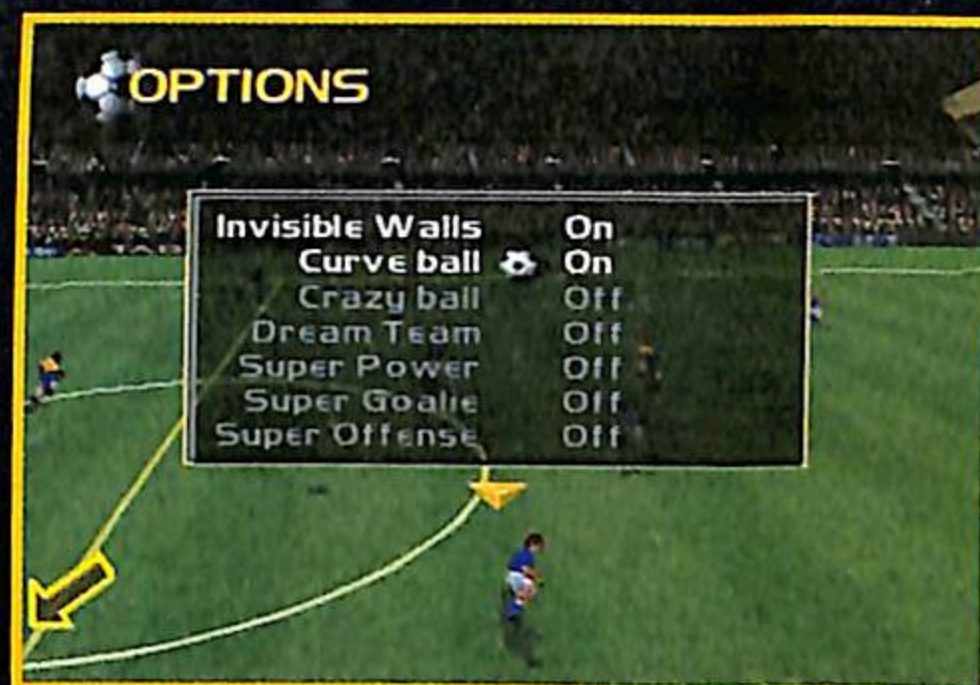 OPTIONS
Invisible Walls On
Curve ball On
Crazy ball Off
Dream Team Off
Super Power Off
Super Goalie Off
Super Offense Off